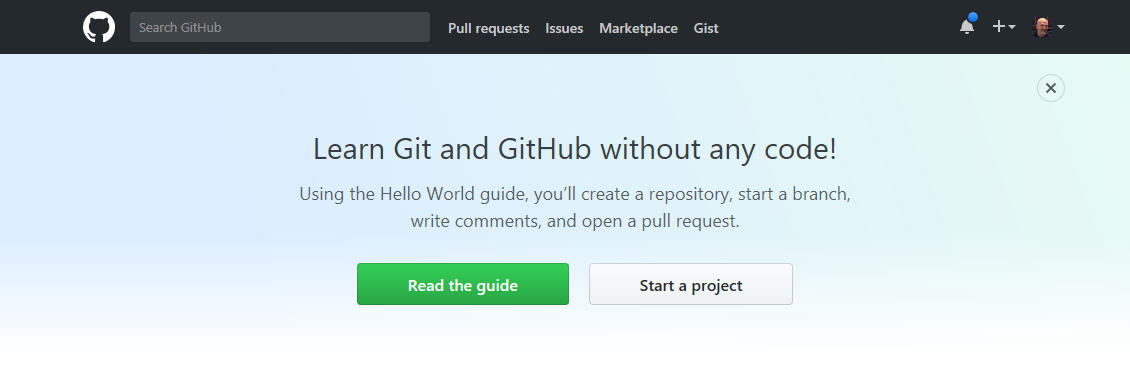 Search GitHub Pull requests Issues Marketplace Gist
Learn Git and GitHub without any code!
Using the Hello World guide, you’ll create a repository, start a branch,
write comments, and open a pull request.
Read the guide Start a project